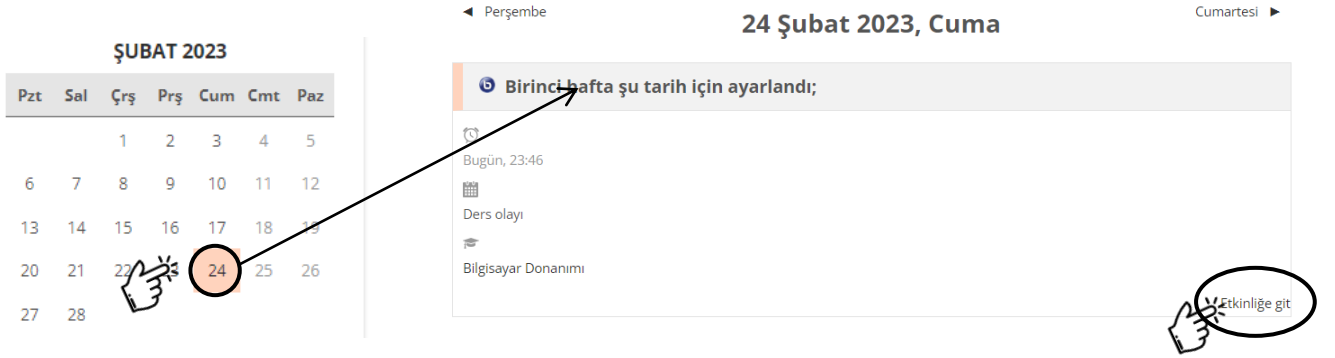 ŞUBAT 2023
Pzt Sal Çrş Prş Cum Cmt Paz
1 2 3 4 5
6 7 8 9 10 11 12
13 14 15 16 17 18 19
20 21 22 23 24 25 26
27 28
◄ Perşembe
24 Şubat 2023, Cuma
Cumartesi ►
Birinci hafta şu tarih için ayarlandı;
Bugün, 23:46
Ders olayı
Bilgisayar Donanımı
Etkinliğe git